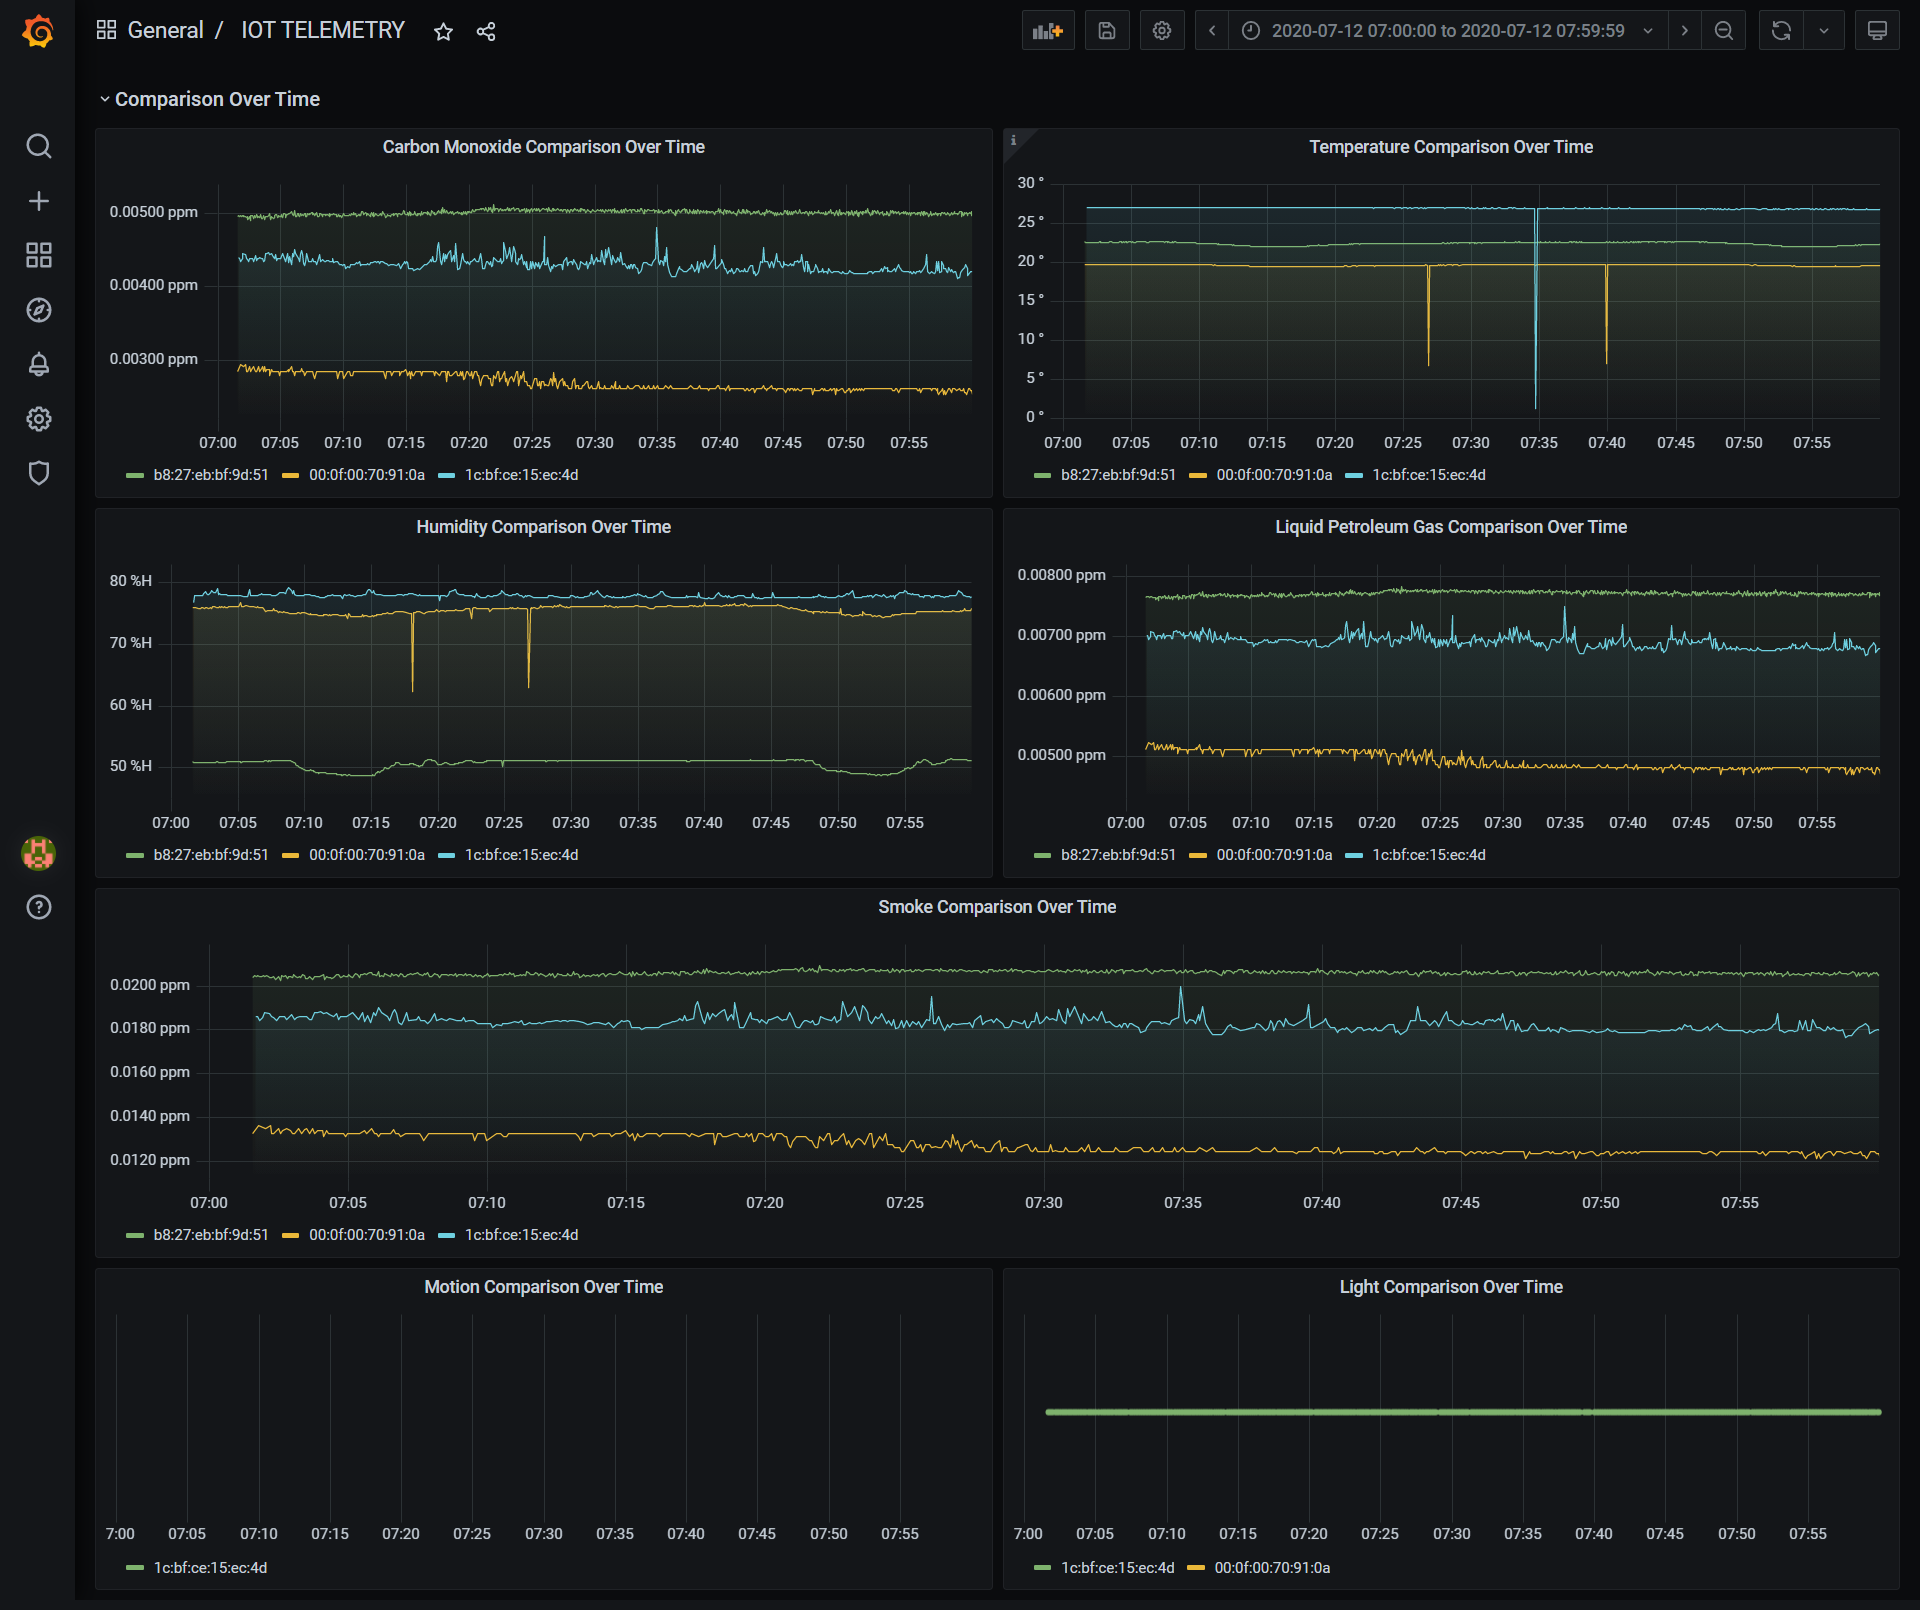 General / IOT TELEMETRY
2020-07-12 07:00:00 to 2020-07-12 07:59:59
Comparison Over Time
Carbon Monoxide Comparison Over Time
0.00500 ppm
0.00400 ppm
0.00300 ppm
07:00 07:05 07:10 07:15 07:20 07:25 07:30 07:35 07:40 07:45 07:50 07:55
b8:27:eb:bf:9d:51 00:0f:00:70:91:0a 1c:bf:ce:15:ec:4d
i
Temperature Comparison Over Time
30 °
25 °
20 °
15 °
10 °
5 °
0 °
07:00 07:05 07:10 07:15 07:20 07:25 07:30 07:35 07:40 07:45 07:50 07:55
b8:27:eb:bf:9d:51 00:0f:00:70:91:0a 1c:bf:ce:15:ec:4d
Humidity Comparison Over Time
80 %H
70 %H
60 %H
50 %H
07:00 07:05 07:10 07:15 07:20 07:25 07:30 07:35 07:40 07:45 07:50 07:55
b8:27:eb:bf:9d:51 00:0f:00:70:91:0a 1c:bf:ce:15:ec:4d
Liquid Petroleum Gas Comparison Over Time
0.00800 ppm
0.00700 ppm
0.00600 ppm
0.00500 ppm
07:00 07:05 07:10 07:15 07:20 07:25 07:30 07:35 07:40 07:45 07:50 07:55
b8:27:eb:bf:9d:51 00:0f:00:70:91:0a 1c:bf:ce:15:ec:4d
Smoke Comparison Over Time
0.0200 ppm
0.0180 ppm
0.0160 ppm
0.0140 ppm
0.0120 ppm
07:00 07:05 07:10 07:15 07:20 07:25 07:30 07:35 07:40 07:45 07:50 07:55
b8:27:eb:bf:9d:51 00:0f:00:70:91:0a 1c:bf:ce:15:ec:4d
Motion Comparison Over Time
7:00 07:05 07:10 07:15 07:20 07:25 07:30 07:35 07:40 07:45 07:50 07:55
1c:bf:ce:15:ec:4d
Light Comparison Over Time
7:00 07:05 07:10 07:15 07:20 07:25 07:30 07:35 07:40 07:45 07:50 07:55
1c:bf:ce:15:ec:4d 00:0f:00:70:91:0a